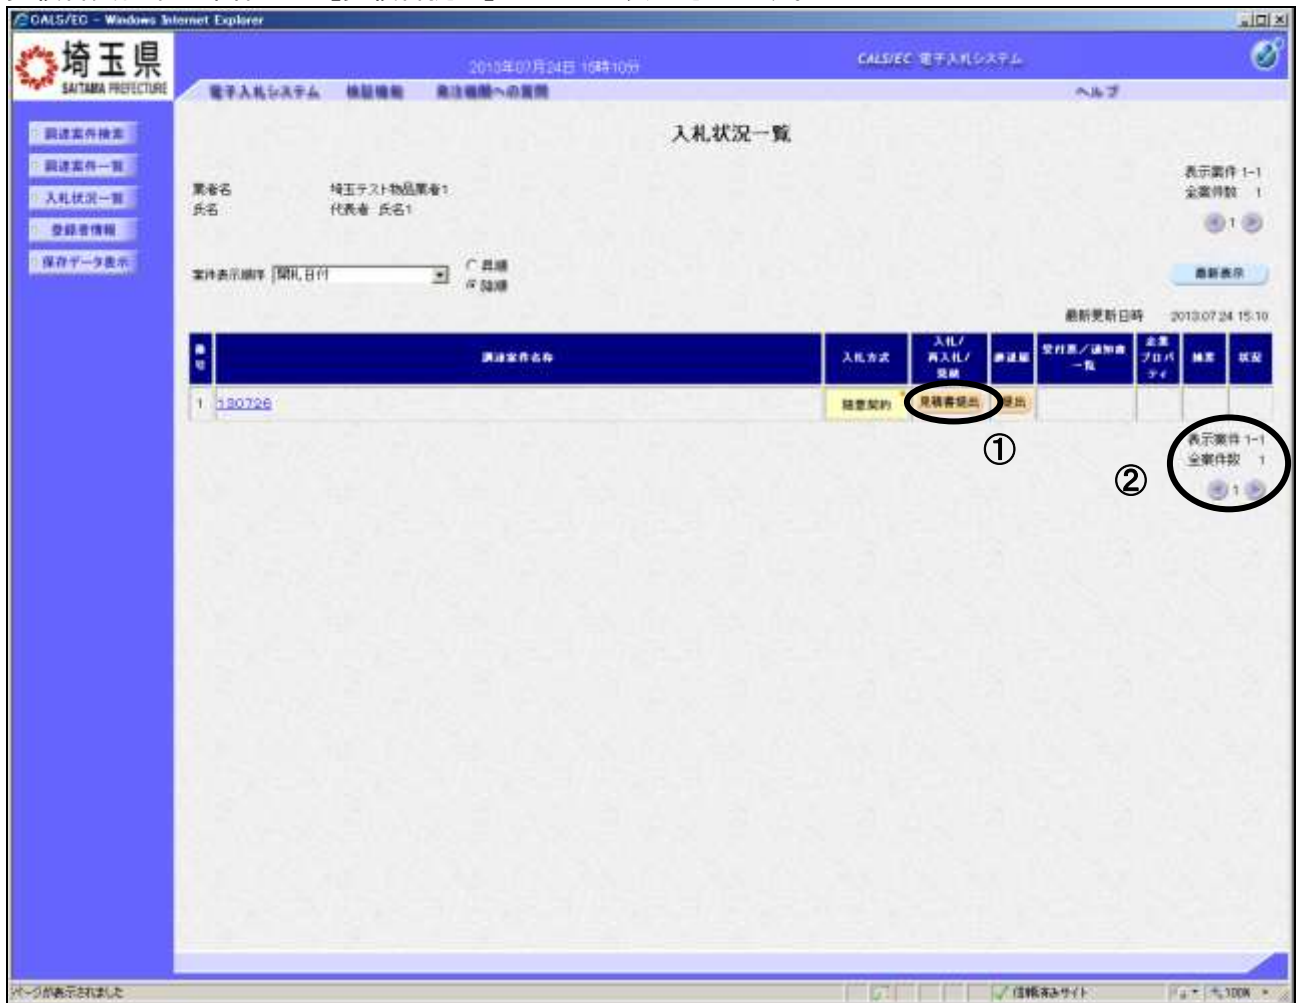 CALS/EC - Windows Internet Explorer
埼玉県
SAITAMA PREFECTURE
2013年07月24日 15時10分
CALS/EC 電子入札システム
電子入札システム 検証機能 発注機関への質問 ヘルプ
調達案件検索
調達案件一覧
入札状況一覧
登録者情報
保存データ表示
入札状況一覧
業者名 埼玉テスト物品業者1
氏名 代表者 氏名1
表示案件 1-1
全案件数 1
1
案件表示順序 開札日付
昇順
降順
最新表示
最新更新日時 2013.07.24 15:10
番号 調達案件名称 入札方式 入札/再入札/見積 辞退届 受付票/通知書一覧 企業プロパティ 摘要 状況
1 130726 随意契約 見積書提出 提出
①
②
表示案件 1-1
全案件数 1
1
ページが表示されました
信頼済みサイト
100%